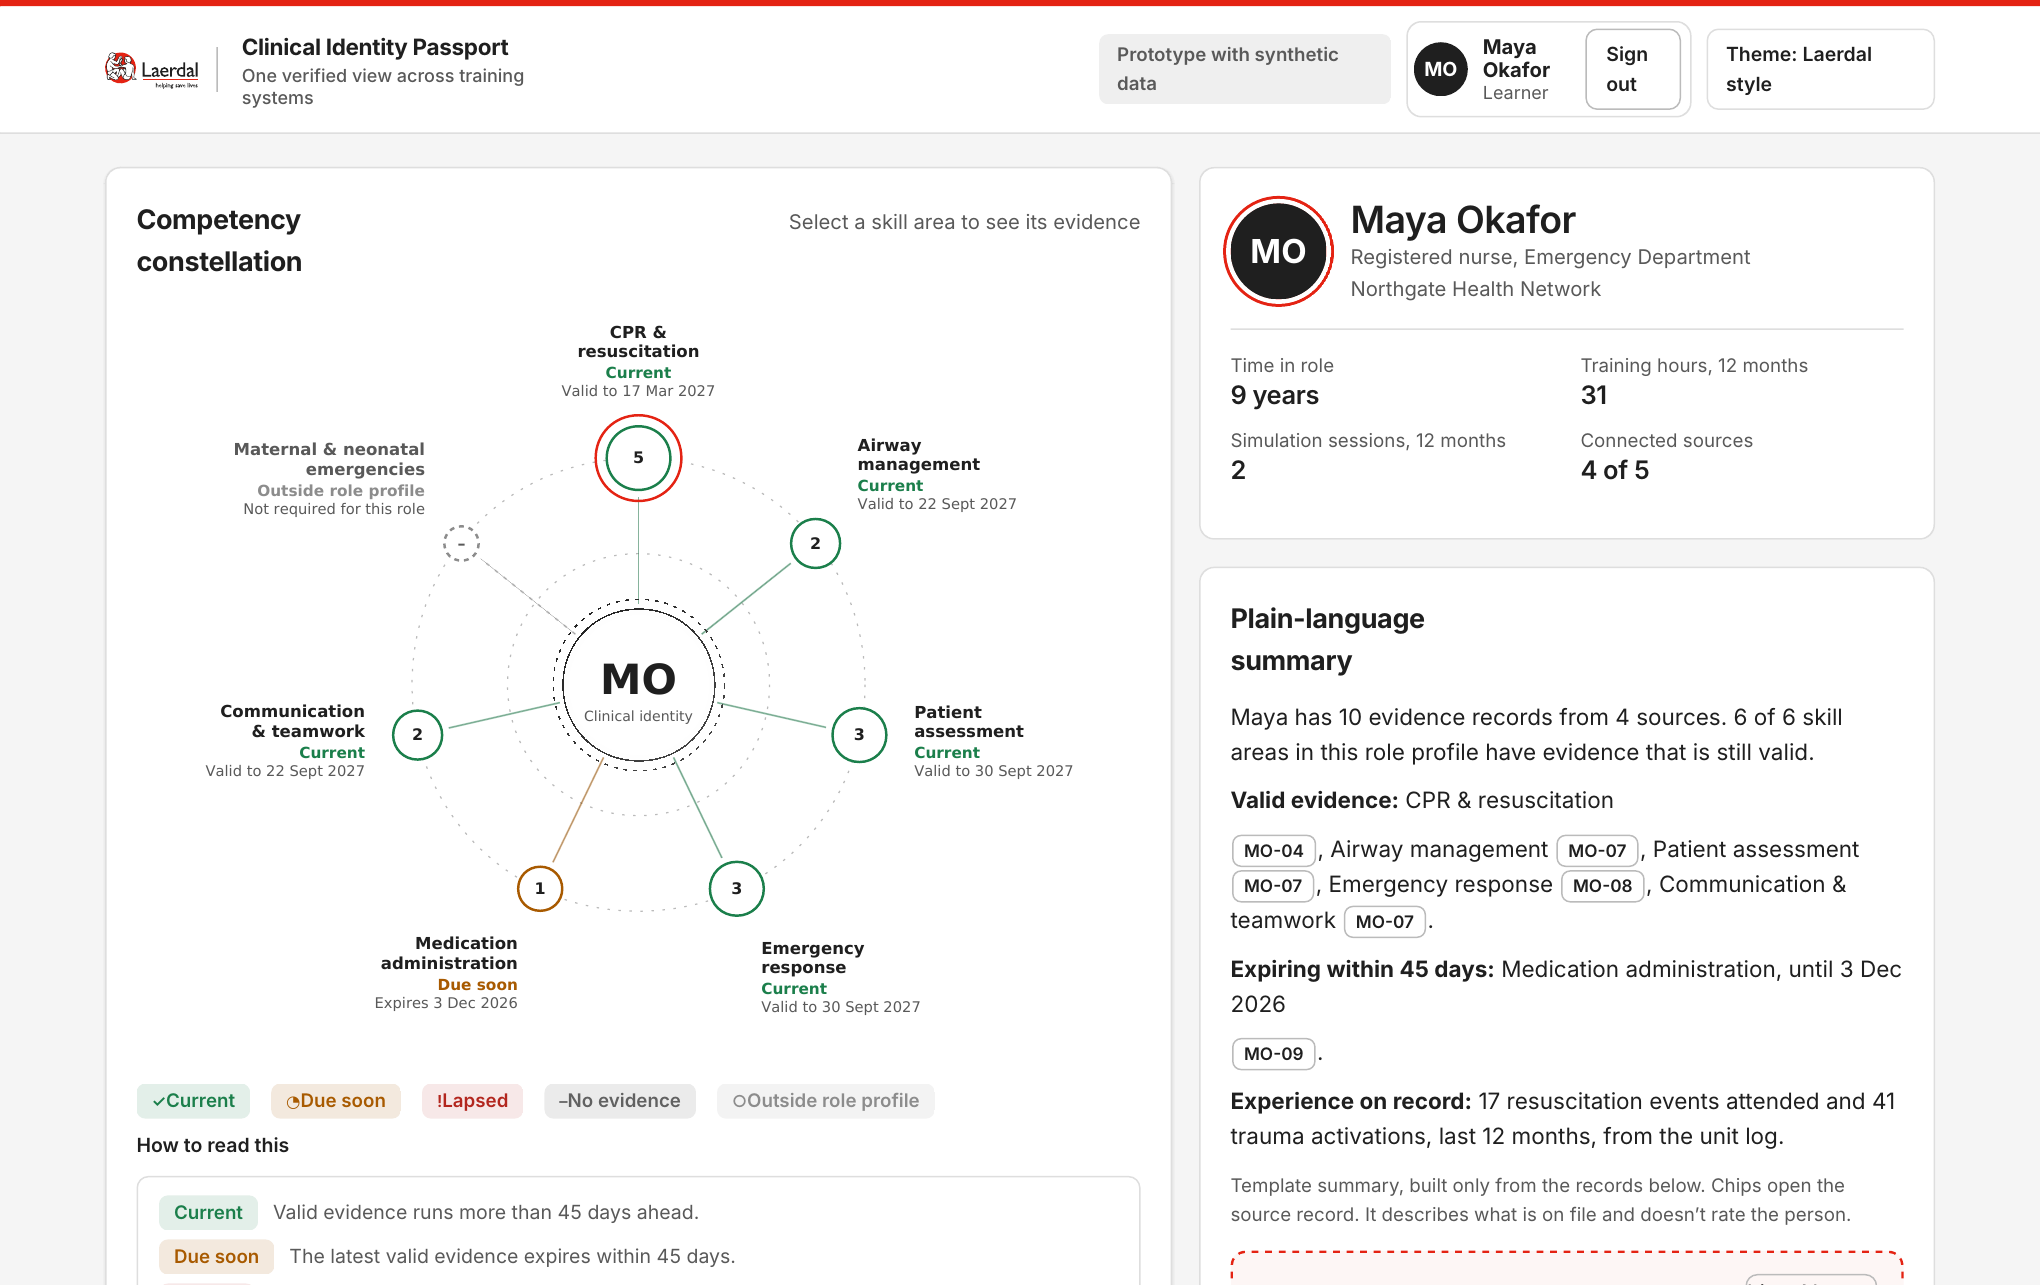 Laerdal
helping save lives
Clinical Identity Passport
One verified view across training
systems
Prototype with synthetic
data
MO
Maya
Okafor
Learner
Sign
out
Theme: Laerdal
style
Competency
constellation
Select a skill area to see its evidence
CPR &
resuscitation
Current
Valid to 17 Mar 2027
5
Airway
management
Current
Valid to 22 Sept 2027
2
Maternal & neonatal
emergencies
Outside role profile
Not required for this role
–
MO
Clinical identity
Communication
& teamwork
Current
Valid to 22 Sept 2027
2
Patient
assessment
Current
Valid to 30 Sept 2027
3
Medication
administration
Due soon
Expires 3 Dec 2026
1
Emergency
response
Current
Valid to 30 Sept 2027
3
✓Current
◔Due soon
!Lapsed
–No evidence
○Outside role profile
How to read this
Current Valid evidence runs more than 45 days ahead.
Due soon The latest valid evidence expires within 45 days.
MO
Maya Okafor
Registered nurse, Emergency Department
Northgate Health Network
Time in role
9 years
Training hours, 12 months
31
Simulation sessions, 12 months
2
Connected sources
4 of 5
Plain-language
summary
Maya has 10 evidence records from 4 sources. 6 of 6 skill
areas in this role profile have evidence that is still valid.
Valid evidence: CPR & resuscitation
MO-04 , Airway management MO-07 , Patient assessment
MO-07 , Emergency response MO-08 , Communication &
teamwork MO-07 .
Expiring within 45 days: Medication administration, until 3 Dec
2026
MO-09 .
Experience on record: 17 resuscitation events attended and 41
trauma activations, last 12 months, from the unit log.
Template summary, built only from the records below. Chips open the
source record. It describes what is on file and doesn’t rate the person.